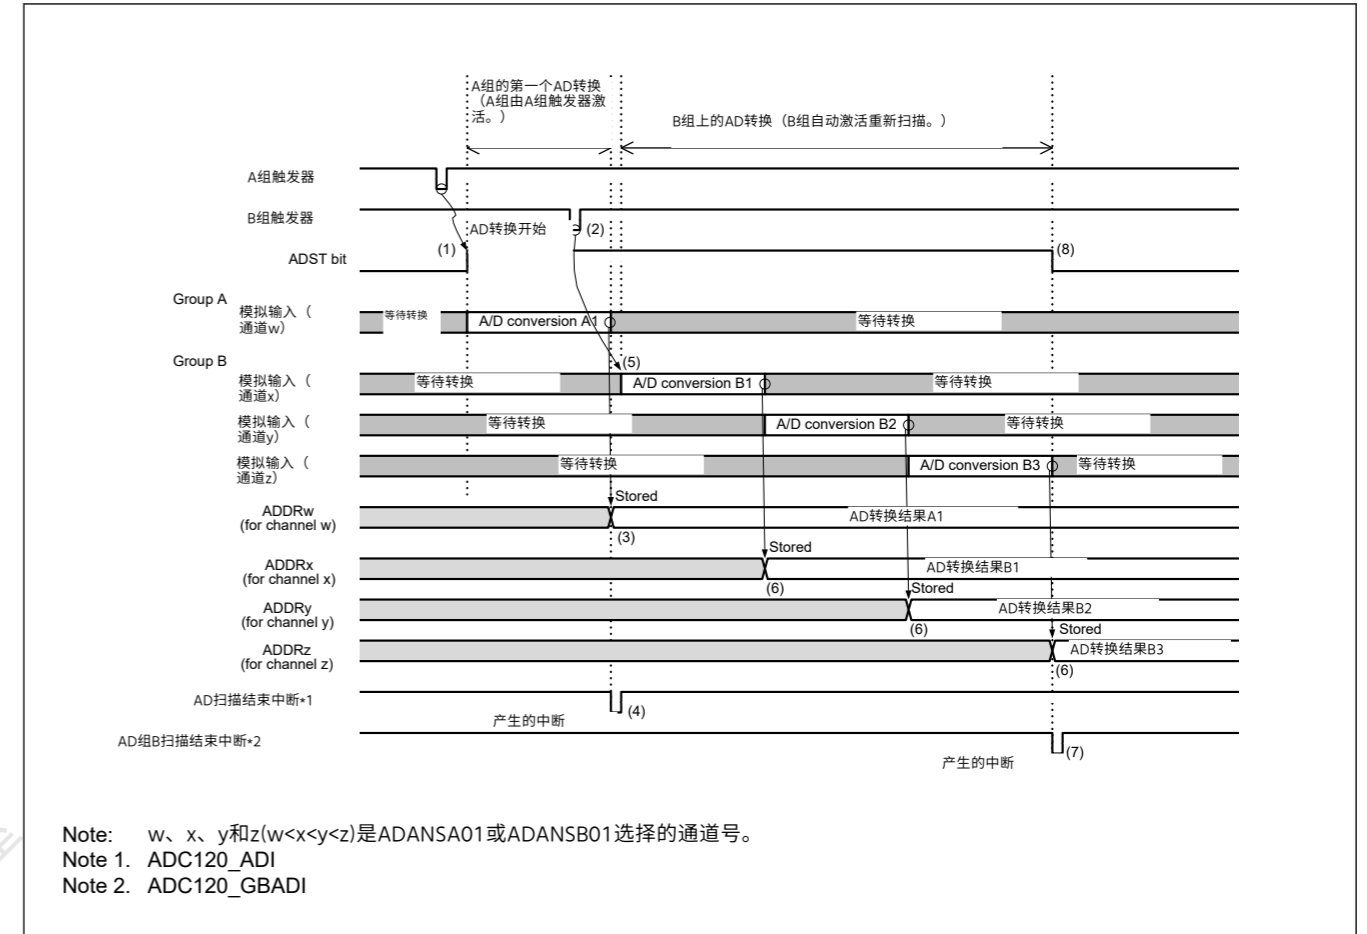 A组的第一个AD转换
（A组由A组触发器激
活。）
B组上的AD转换（B组自动激活重新扫描。）
A组触发器
B组触发器
AD转换开始
(2)
(1)
(8)
ADST bit
Group A
模拟输入（
通道w）
等待转换
A/D conversion A1
等待转换
Group B
(5)
模拟输入（
通道x）
等待转换
A/D conversion B1
等待转换
模拟输入（
通道y）
等待转换
A/D conversion B2
等待转换
模拟输入（
通道z）
等待转换
A/D conversion B3
等待转换
Stored
ADDRw
(for channel w)
AD转换结果A1
(3)
Stored
ADDRx
(for channel x)
AD转换结果B1
(6)
Stored
ADDRy
(for channel y)
AD转换结果B2
(6)
Stored
ADDRz
(for channel z)
AD转换结果B3
(6)
AD扫描结束中断*1
(4)
产生的中断
AD组B扫描结束中断*2
(7)
产生的中断
Note: w、x、y和z(w<x<y<z)是ADANSA01或ADANSB01选择的通道号。
Note 1. ADC120_ADI
Note 2. ADC120_GBADI